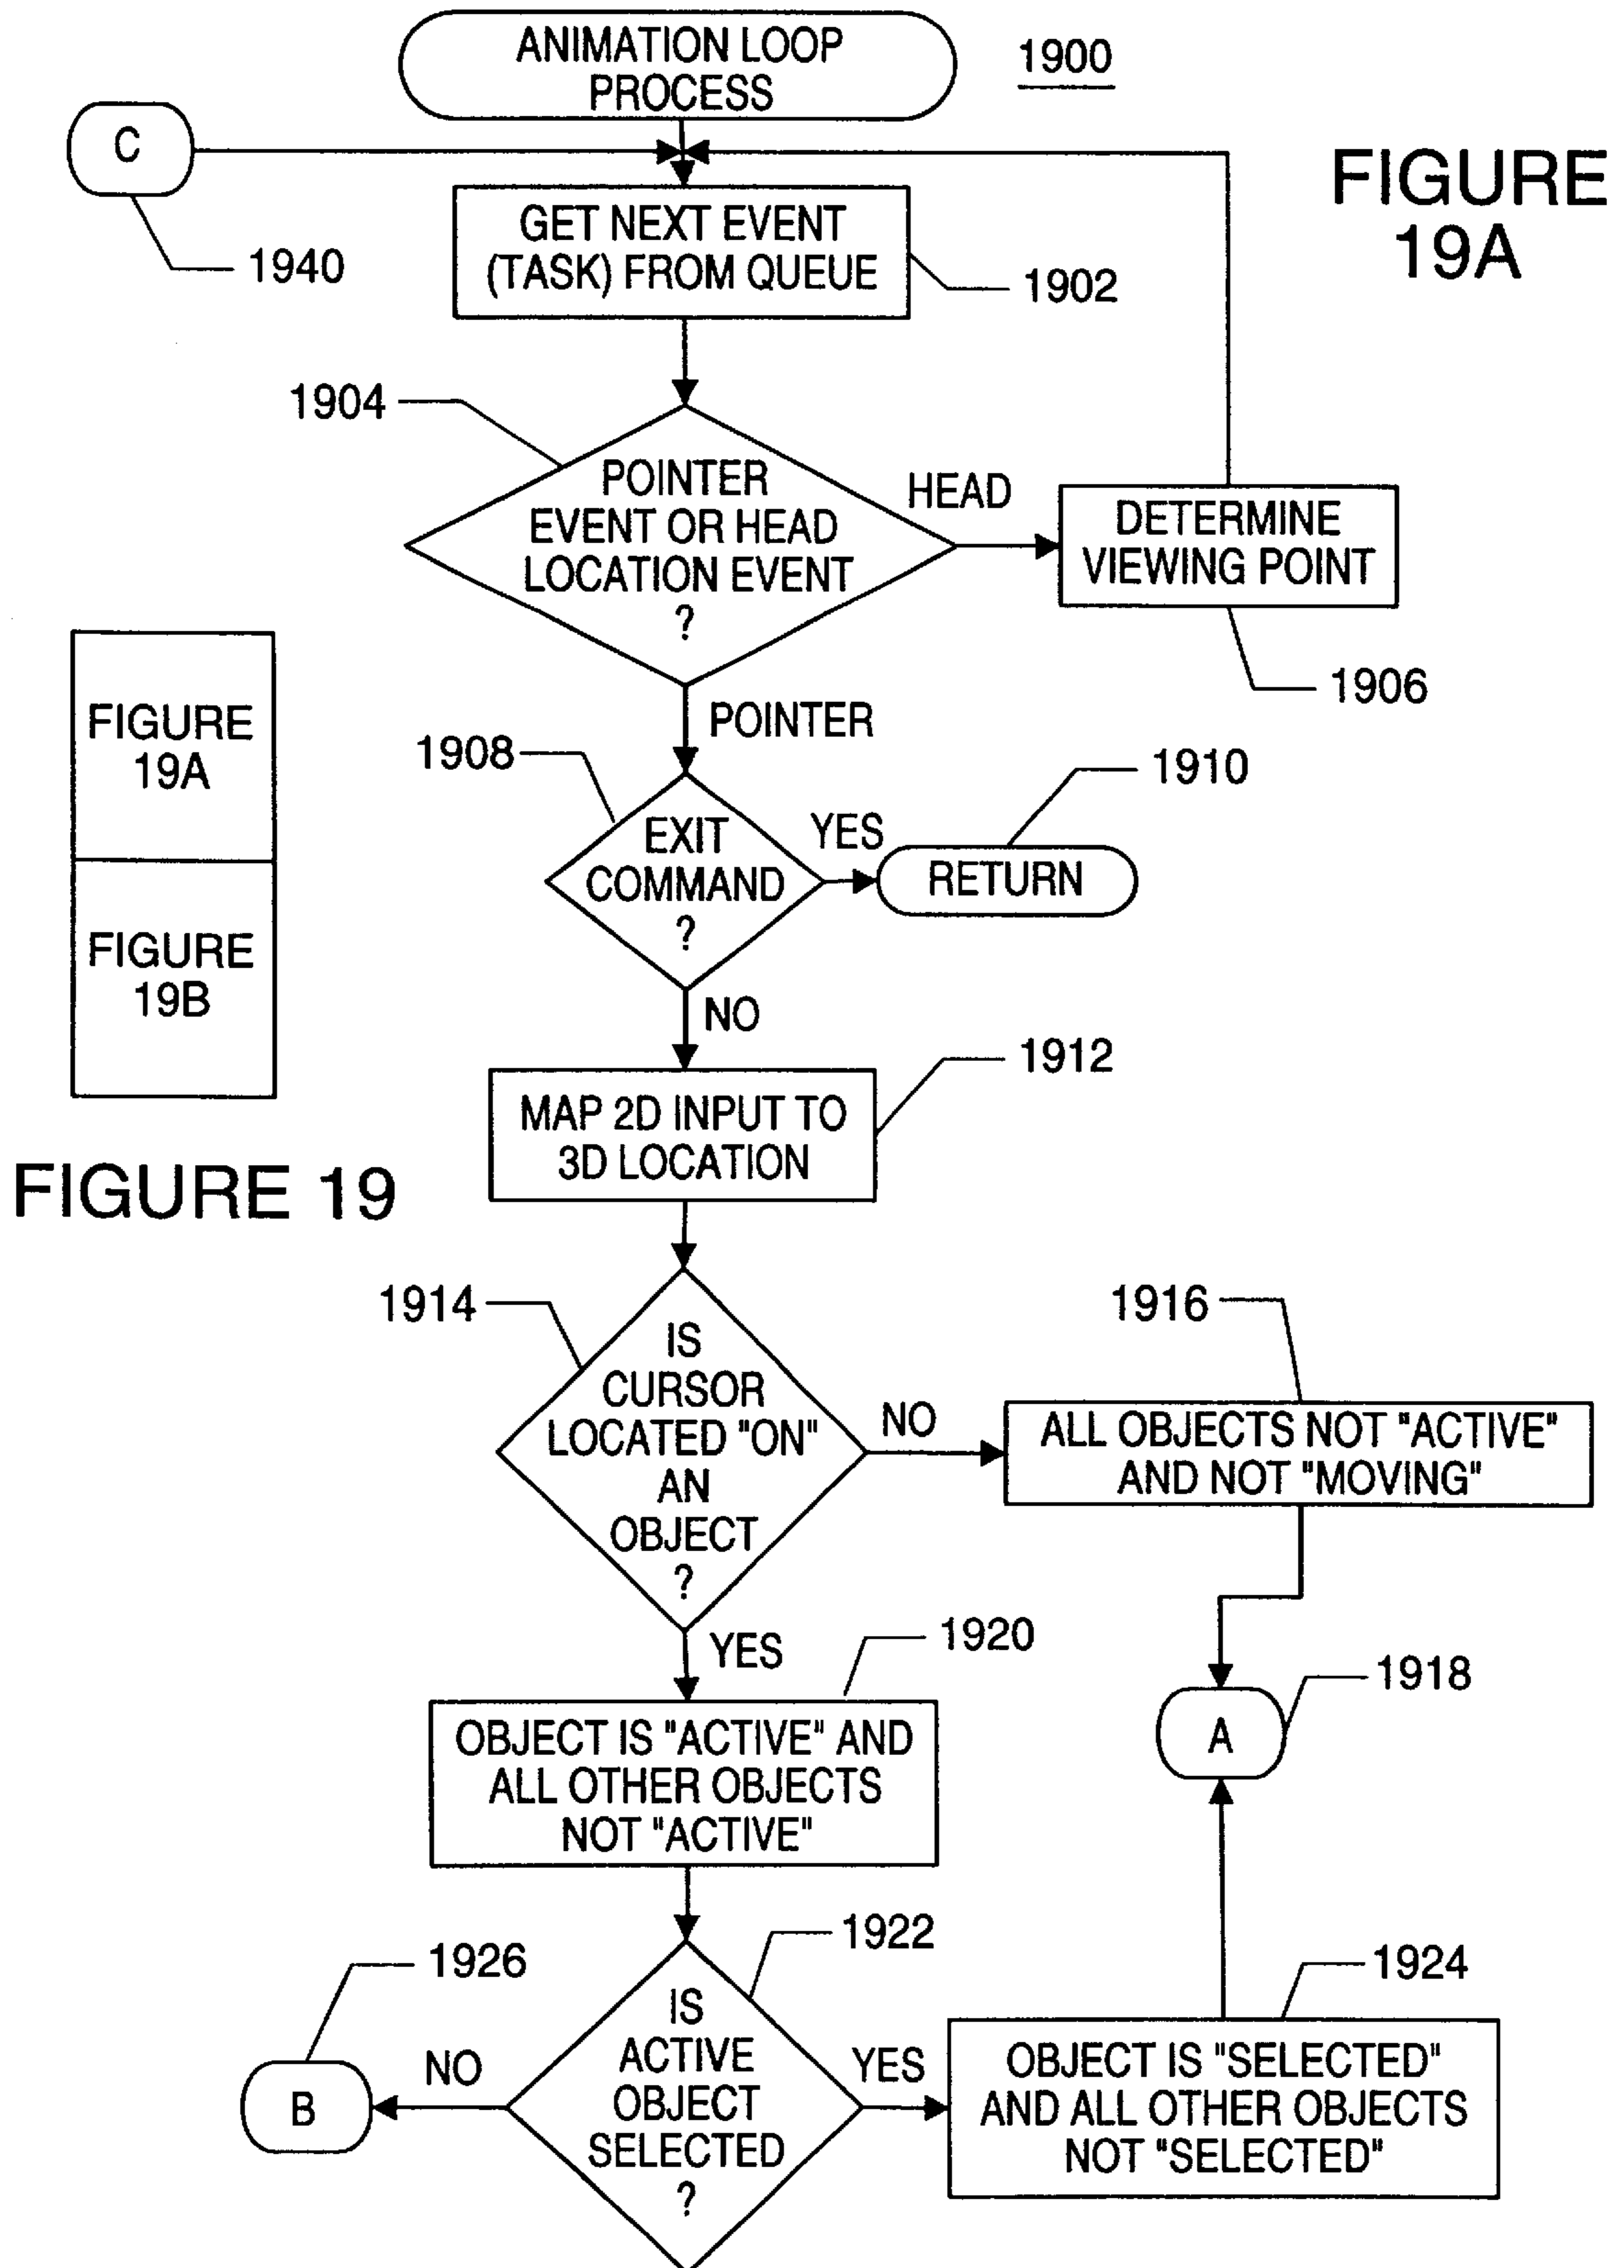 ANIMATION LOOP
PROCESS
1900
C
FIGURE
19A
GET NEXT EVENT
(TASK) FROM QUEUE
1940
1902
1904
POINTER
EVENT OR HEAD
LOCATION EVENT
?
HEAD
DETERMINE
VIEWING POINT
1906
POINTER
FIGURE
19A
1908
1910
EXIT
COMMAND
?
YES
RETURN
FIGURE
19B
NO
1912
MAP 2D INPUT TO
3D LOCATION
FIGURE 19
1914
1916
IS
CURSOR
LOCATED "ON"
AN
OBJECT
?
NO
ALL OBJECTS NOT "ACTIVE"
AND NOT "MOVING"
YES
1920
1918
A
OBJECT IS "ACTIVE" AND
ALL OTHER OBJECTS
NOT "ACTIVE"
1922
1926
1924
IS
ACTIVE
OBJECT
SELECTED
?
NO
B
YES
OBJECT IS "SELECTED"
AND ALL OTHER OBJECTS
NOT "SELECTED"